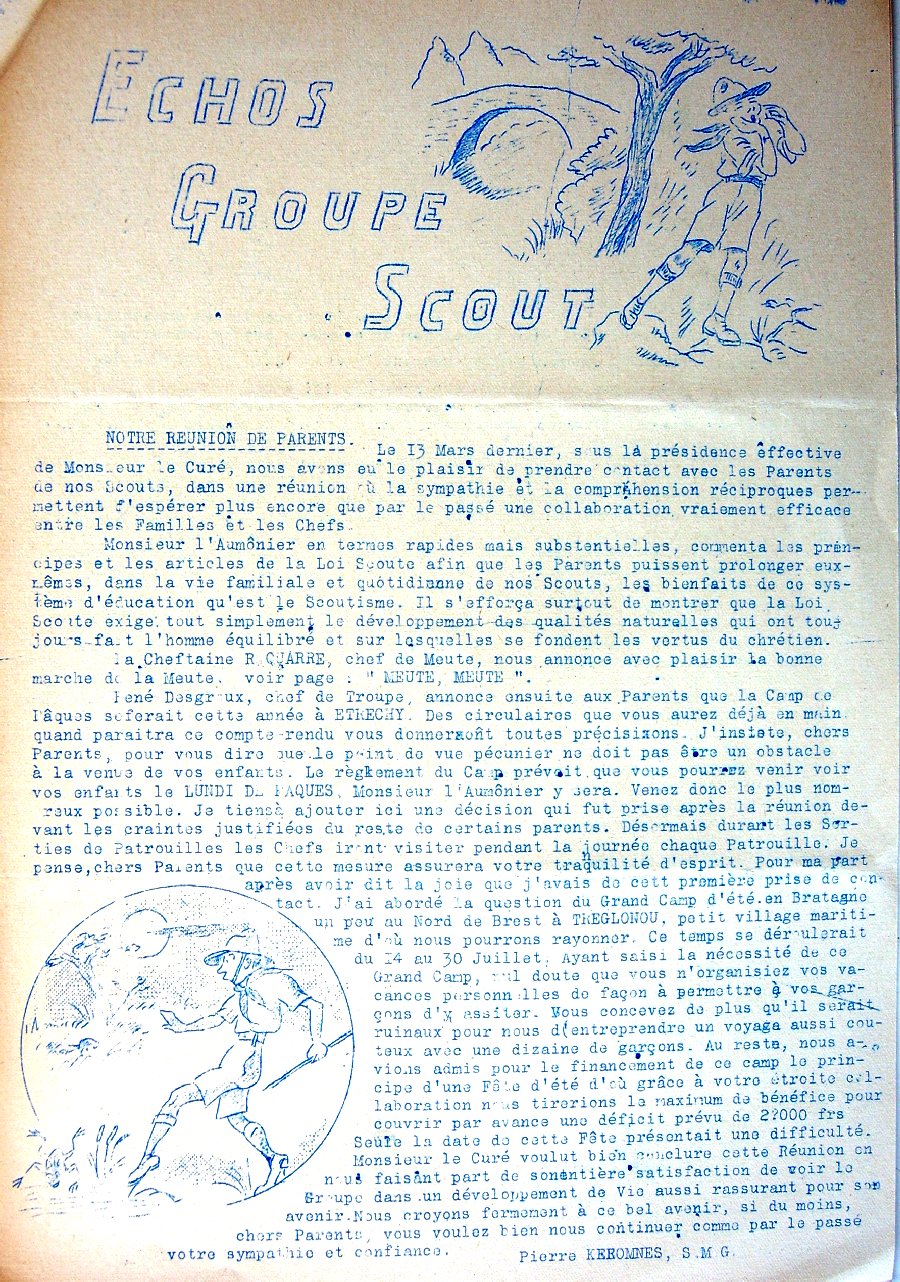 ECHOS
GROUPE
SCOUT
NOTRE REUNION DE PARENTS.
Le 13 Mars dernier, sous la présidence effective
de Monsieur le Curé, nous avons eu le plaisir de prendre contact avec les Parents
de nos Scouts, dans une réunion où la sympathie et la compréhension réciproques per-
mettent d'espérer plus encore que par le passé une collaboration vraiement efficace
entre les Familles et les Chefs.
Monsieur l'Aumônier en termes rapides mais substentielles, commenta les prin-
cipes et les articles de la Loi Scoute afin que les Parents puissent prolonger eux-
mêmes, dans la vie familiale et quotidienne de nos Scouts, les bienfaits de ce sys-
tème d'éducation qu'est le Scoutisme. Il s'efforça surtout de montrer que la Loi
Scoute exige tout simplement le développement des qualités naturelles qui ont touj
jours fait l'homme équilibré et sur lesquelles se fondent les vertus du chrétien.
la Cheftaine R.QUARRE, chef de Meute, nous annonce avec plaisir la bonne
marche de la Meute. voir page : " MEUTE, MEUTE ".
René Desgreux, chef de Troupe, annonce ensuite aux Parents que la Camp de
Pâques seferait cette année à ETRECHY. Des circulaires que vous aurez déjà en main
quand paraitra ce compte-rendu vous donneront toutes précisions. J'insiste, chers
Parents, pour vous dire que le point de vue pécunier ne doit pas être un obstacle
à la venue de vos enfants. Le règlement du Camp prévoit que vous pourrez venir voir
vos enfants le LUNDI DE PAQUES, Monsieur l'Aumônier y sera. Venez donc le plus nom-
reux possible. Je tiensà ajouter ici une décision qui fut prise après la réunion de-
vant les craintes justifiées du reste de certains parents. Désormais durant les Sor-
ties de Patrouilles les Chefs iront visiter pendant la journée chaque Patrouille. Je
pense,chers Parents que cette mesure assurera votre tranquilité d'esprit. Pour ma part
après avoir dit la joie que j'avais de cett première prise de con-
tact. J'ai abordé la question du Grand Camp d'été.en Bratagne
un peu au Nord de Brest à TREGLONOU, petit village mariti-
me d'où nous pourrons rayonner. Ce temps se déroulerait
du 14 au 30 Juillet. Ayant saisi la nécessité de ce
Grand Camp, nul doute que vous n'organisiez vos va-
cances personnelles de façon à permettre à vos gar-
çons d'y assiter. Vous concevez de plus qu'il serait
ruinaux pour nous d'entreprendre un voyage aussi cou-
teux avec une dizaine de garçons. Au reste, nous a-
vions admis pour le financement de ce camp le prin-
cipe d'une Fête d'été d'où grâce à votre étroite col-
laboration nous tirerions le maximum de bénéfice pour
couvrir par avance une déficit prévu de 22000 frs
Seule la date de cette Fête présentait une difficulté.
Monsieur le Curé voulut bien conclure cette Réunion en
nous faisant part de sonentière satisfaction de voir le
Groupe dans un développement de Vie aussi rassurant pour son
avenir.Nous croyons fermement à ce bel avenir, si du moins,
chers Parents, vous voulez bien nous continuer comme par le passé
votre sympathie et confiance.
Pierre KEROMNES, S.M G.